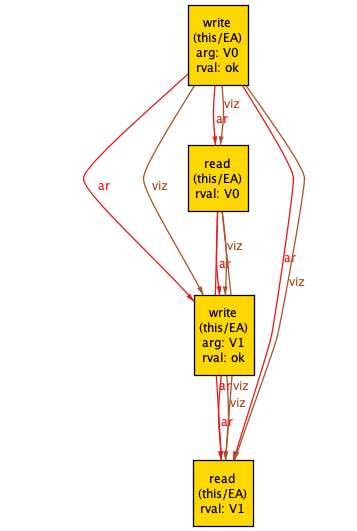 write
(this/EA)
arg: V0
rval: ok
viz
ar
read
(this/EA)
rval: V0
ar
viz
viz
ar
ar
viz
write
(this/EA)
arg: V1
rval: ok
ar
viz
viz
ar
read
(this/EA)
rval: V1